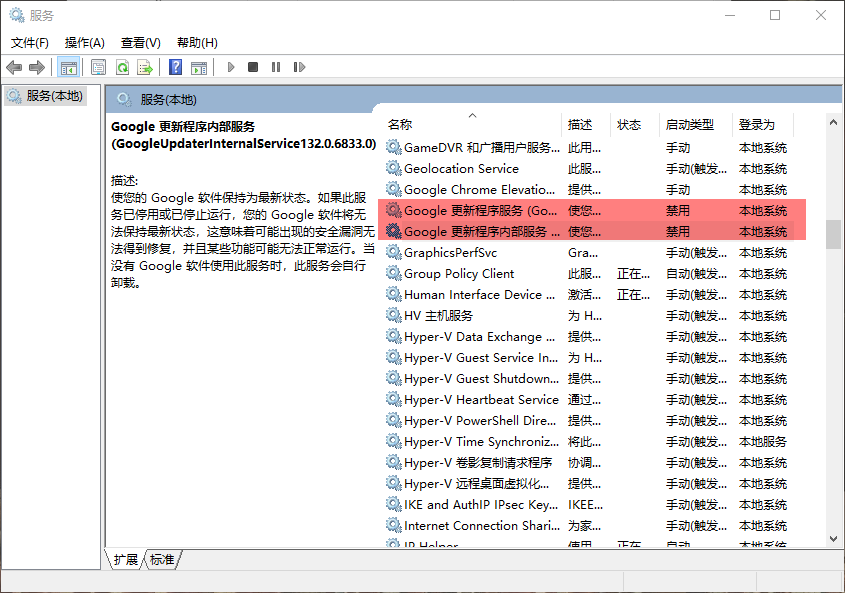 服务
文件(F) 操作(A) 查看(V) 帮助(H)
服务(本地)
服务(本地)
Google 更新程序内部服务
(GoogleUpdaterInternalService132.0.6833.0)
描述:
使您的 Google 软件保持为最新状态。如果此服
务已停用或已停止运行，您的 Google 软件将无
法保持最新状态，这意味着可能出现的安全漏洞无
法得到修复，并且某些功能可能无法正常运行。当
没有 Google 软件使用此服务时，此服务会自行
卸载。
名称 描述 状态 启动类型 登录为
GameDVR 和广播用户服务... 此用... 手动 本地系统
Geolocation Service 此服... 手动(触发... 本地系统
Google Chrome Elevatio... 提供... 手动 本地系统
Google 更新程序服务 (Go... 使您... 禁用 本地系统
Google 更新程序内部服务 ... 使您... 禁用 本地系统
GraphicsPerfSvc Gra... 手动(触发... 本地系统
Group Policy Client 此服... 正在... 自动(触发... 本地系统
Human Interface Device ... 激活... 正在... 手动(触发... 本地系统
HV 主机服务 为 H... 手动(触发... 本地系统
Hyper-V Data Exchange ... 提供... 手动(触发... 本地系统
Hyper-V Guest Service In... 为 H... 手动(触发... 本地系统
Hyper-V Guest Shutdown... 提供... 手动(触发... 本地系统
Hyper-V Heartbeat Service 通过... 手动(触发... 本地系统
Hyper-V PowerShell Dire... 提供... 手动(触发... 本地系统
Hyper-V Time Synchroniz... 将此... 手动(触发... 本地服务
Hyper-V 卷影复制请求程序 协调... 手动(触发... 本地系统
Hyper-V 远程桌面虚拟化... 提供... 手动(触发... 本地系统
IKE and AuthIP IPsec Key... IKEE... 手动(触发... 本地系统
Internet Connection Shari... 为家... 手动(触发... 本地系统
IP Helper 使用... 正在... 自动 本地系统
扩展 标准